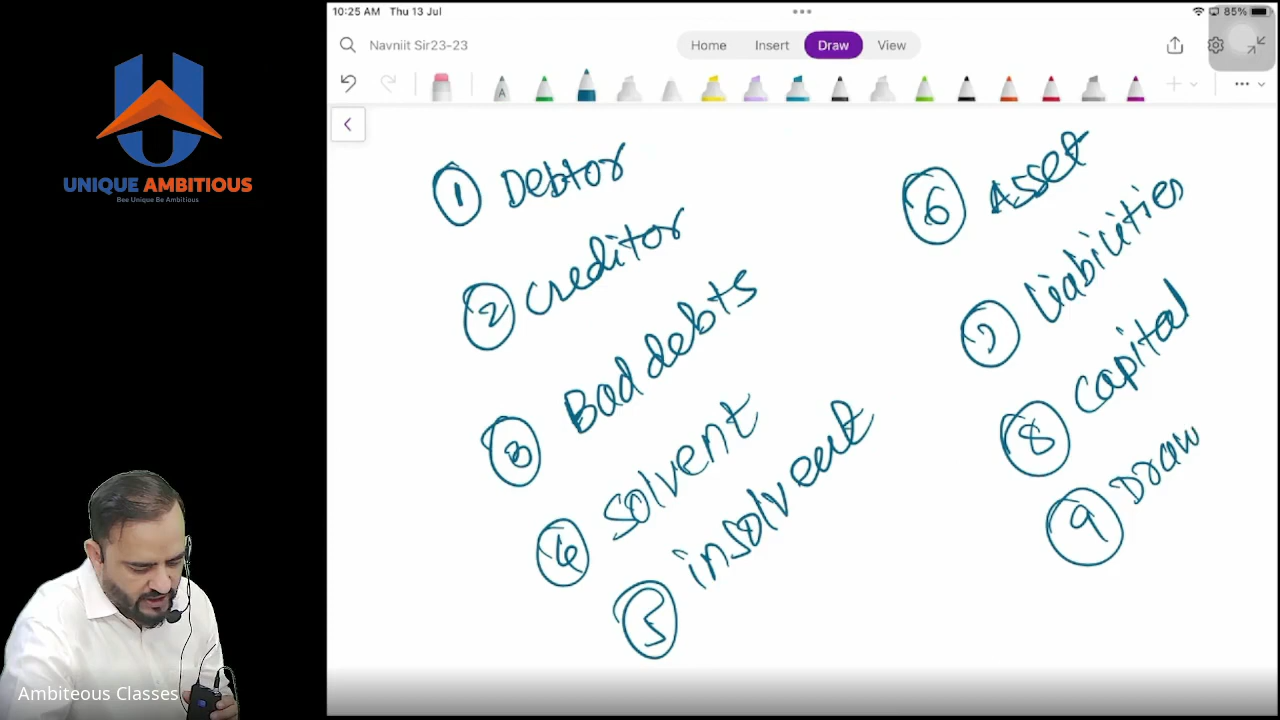 10:25 AM Thu 13 Jul
85%
Navniit Sir23-23
Home Insert Draw View
A
UNIQUE AMBITIOUS
Bee Unique Be Ambitious
① Debtor
② Creditor
③ Bad debts
④ Solvent
⑤ insolvent
⑥ Asset
⑦ Liabilities
⑧ Capital
⑨ Draw
Ambiteous Classes